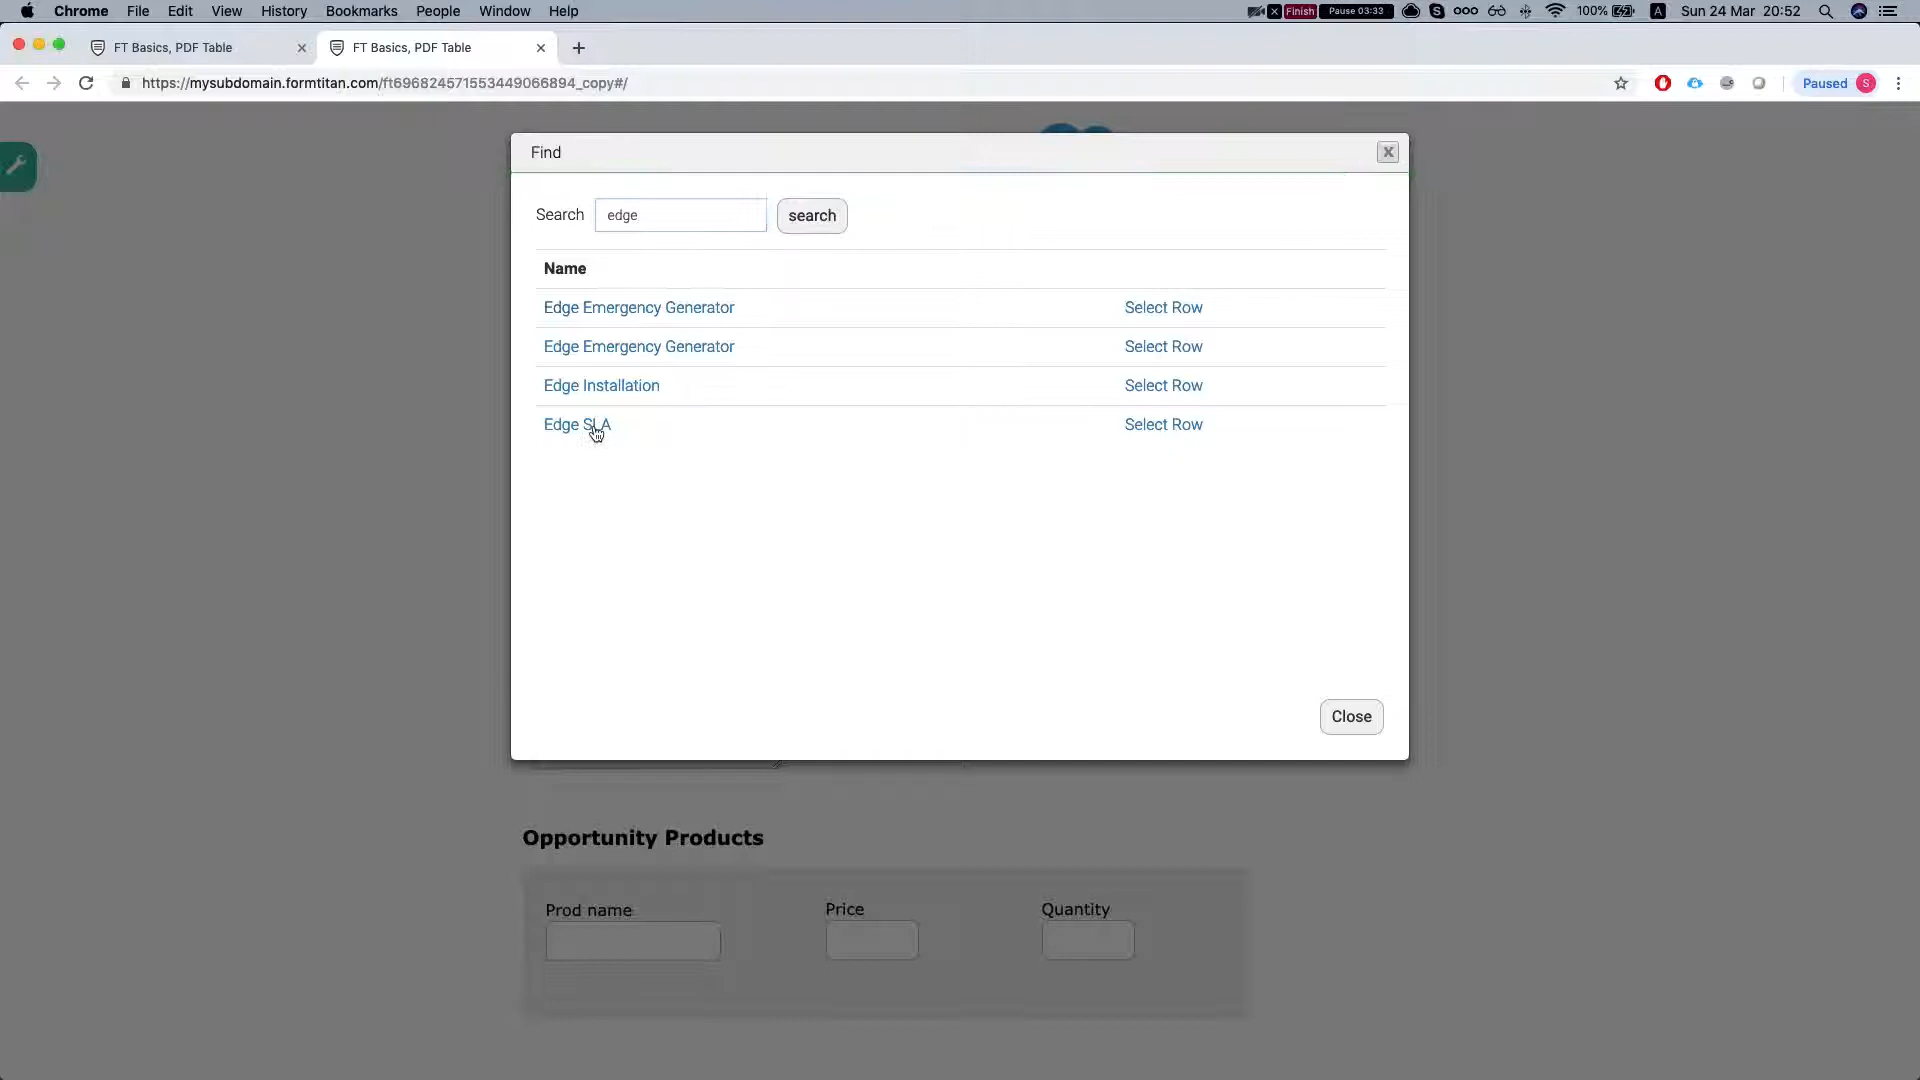 Chrome File Edit View History Bookmarks People Window Help Finish Pause 03:33 100% A Sun 24 Mar 20:52
FT Basics, PDF Table FT Basics, PDF Table
https://mysubdomain.formtitan.com/ft696824571553449066894_copy#/ Paused S
Find X
Search edge search
Name
Edge Emergency Generator Select Row
Edge Emergency Generator Select Row
Edge Installation Select Row
Edge SLA Select Row
Close
Opportunity Products
Prod name Price Quantity